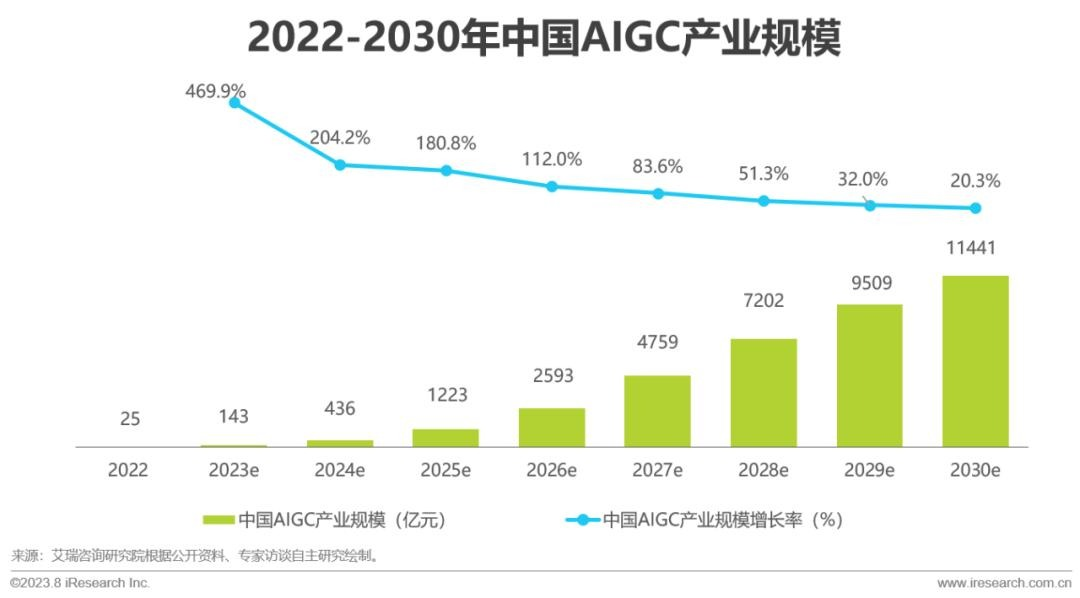 2022-2030年中国AIGC产业规模
469.9%
204.2%
180.8%
112.0%
83.6%
51.3%
32.0%
20.3%
25
143
436
1223
2593
4759
7202
9509
11441
2022
2023e
2024e
2025e
2026e
2027e
2028e
2029e
2030e
中国AIGC产业规模（亿元）
中国AIGC产业规模增长率（%）
来源：艾瑞咨询研究院根据公开资料、专家访谈自主研究绘制。
©2023.8 iResearch Inc.
www.iresearch.com.cn